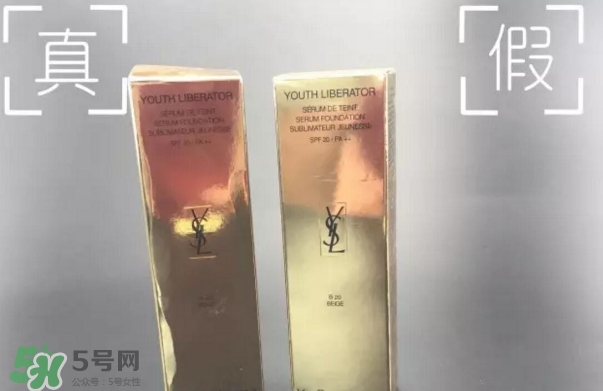 真
假
YOUTH LIBERATOR
SÉRUM DE TEINT
SERUM FOUNDATION
SUBLIMATEUR JEUNESSE
SPF 20 / PA ++
YSL
YOUTH LIBERATOR
SÉRUM DE TEINT
SERUM FOUNDATION
SUBLIMATEUR JEUNESSE
SPF 20 / PA ++
YSL
B 20
BEIGE
5号网
公众号：5号女性